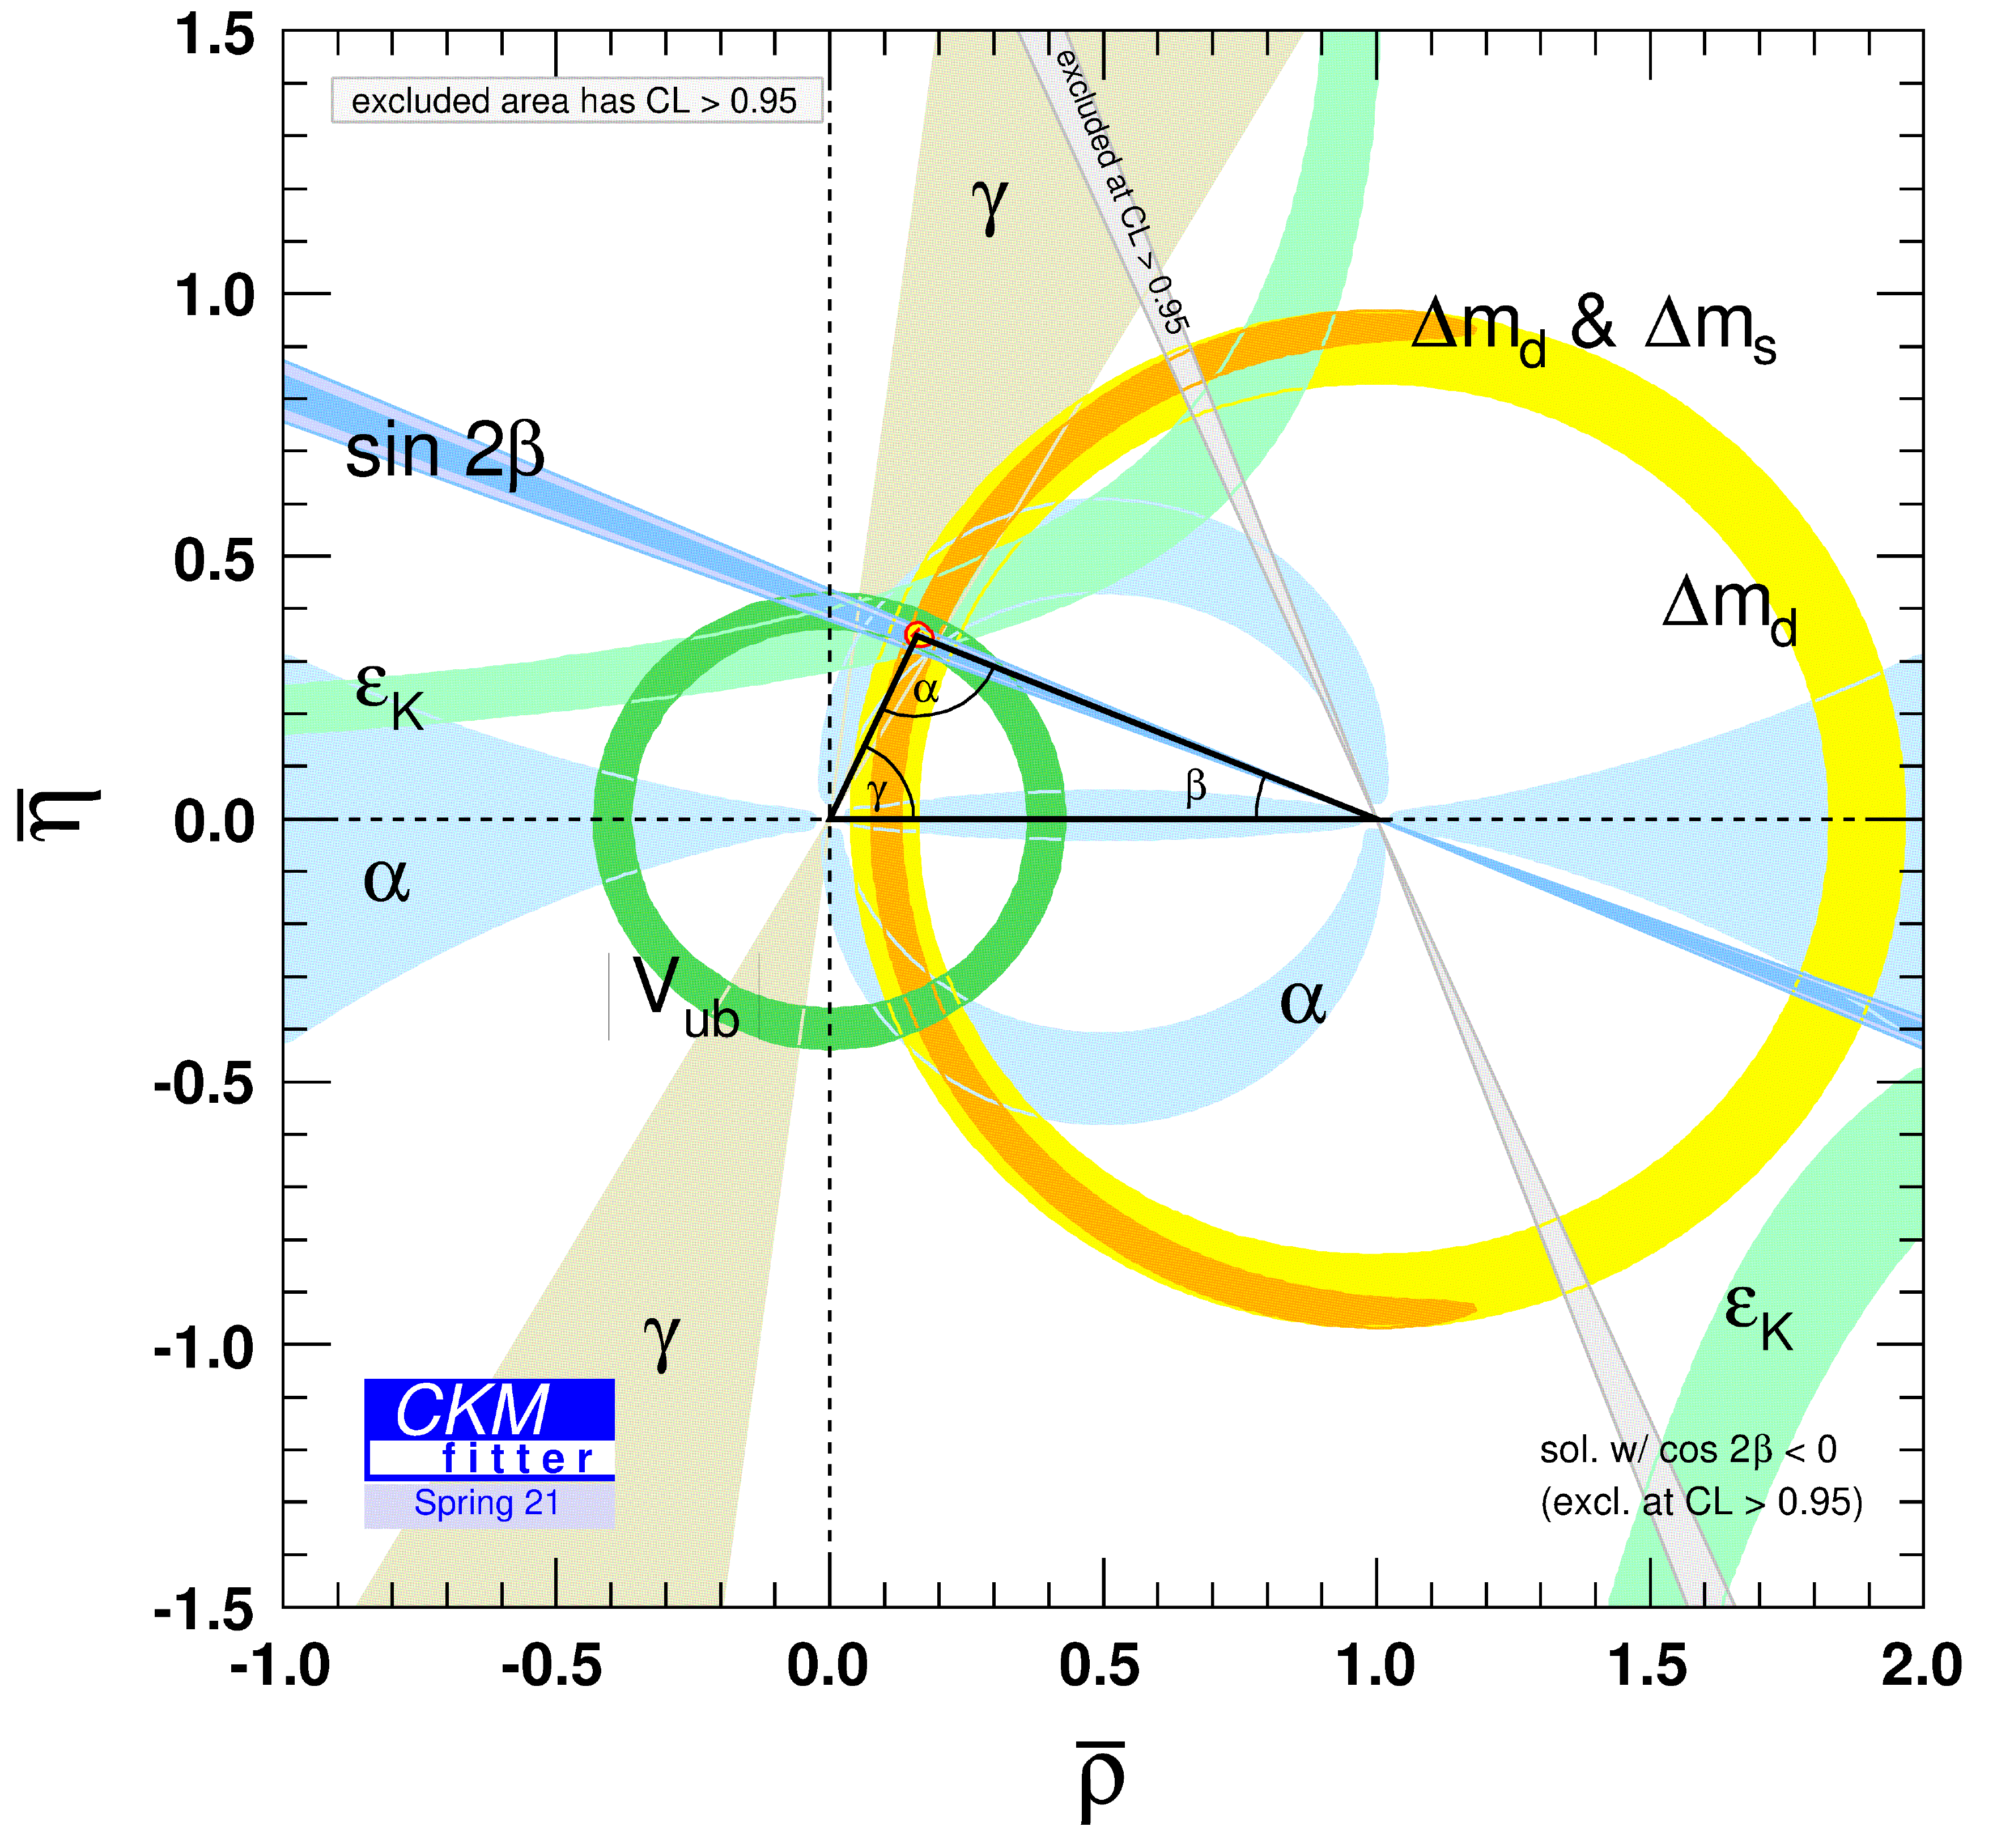 1.5
excluded area has CL > 0.95
excluded at CL > 0.95
γ
1.0
Δm_d & Δm_s
sin 2β
0.5
Δm_d
ε_K
α
β
γ
0.0
η̅
α
α
|V_ub|
-0.5
ε_K
γ
-1.0
CKM
fitter
Spring 21
sol. w/ cos 2β < 0
(excl. at CL > 0.95)
-1.5
-1.0 -0.5 0.0 0.5 1.0 1.5 2.0
ρ̅